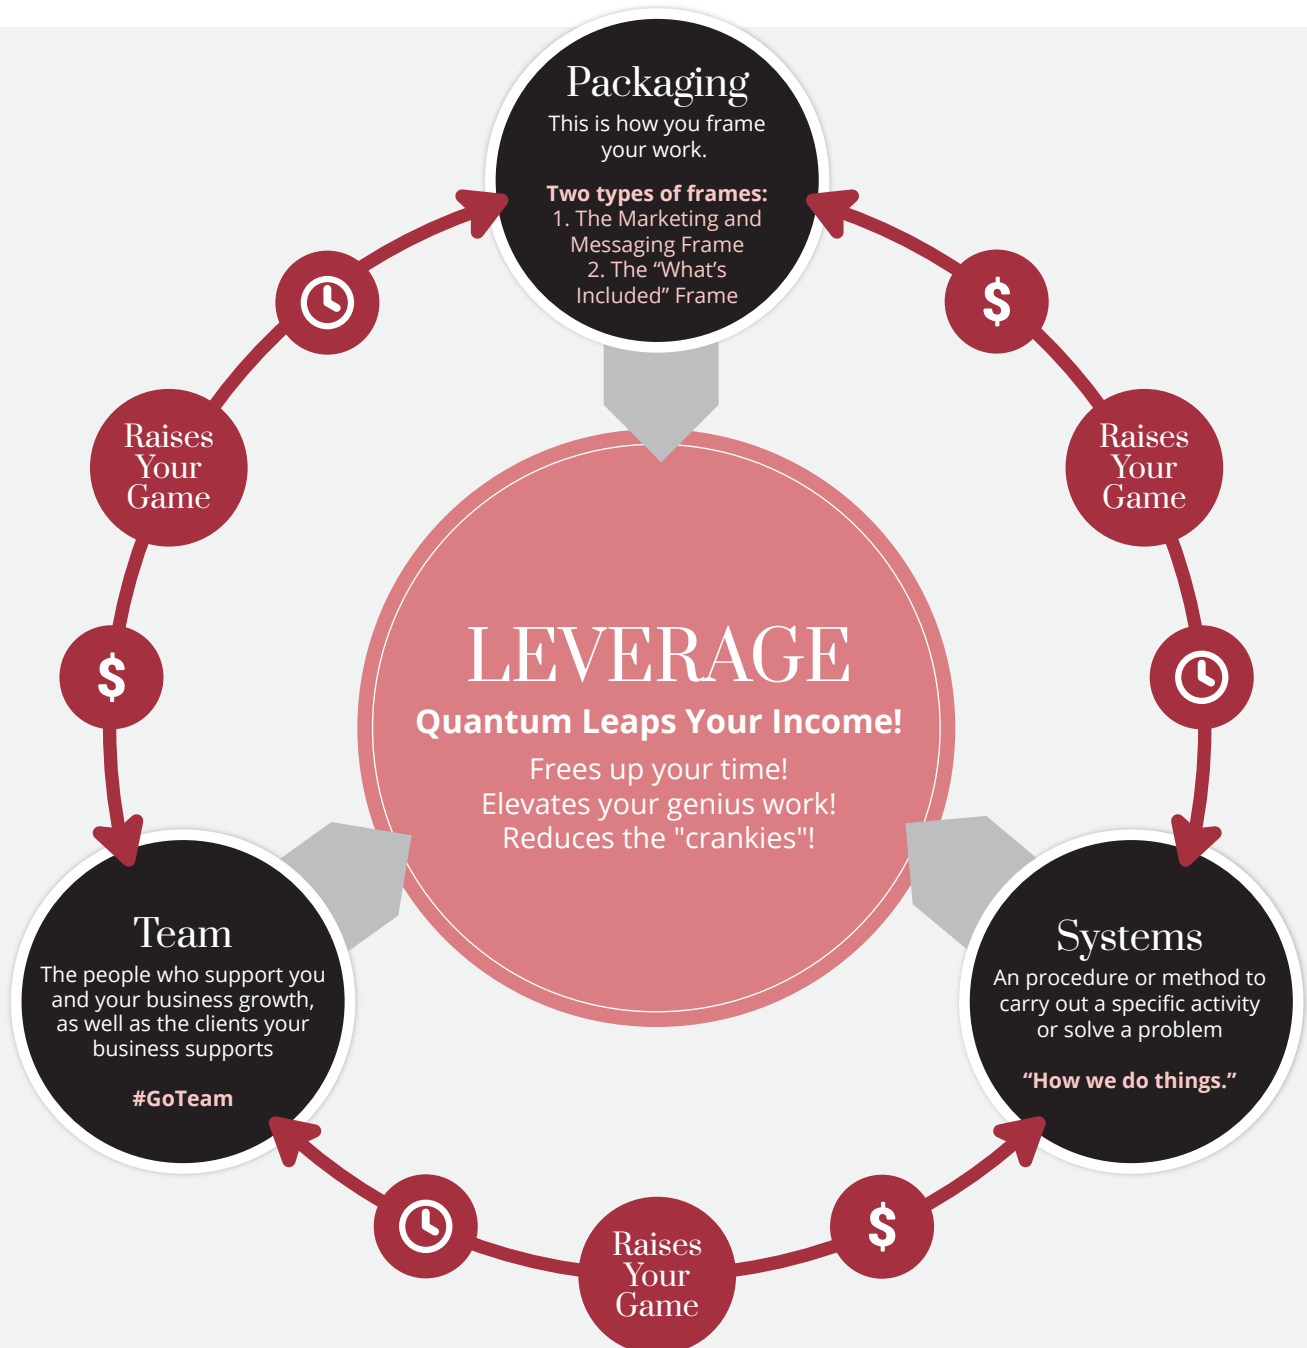 Packaging
This is how you frame
your work.
Two types of frames:
1. The Marketing and
Messaging Frame
2. The “What’s
Included” Frame
$
Raises
Your
Game
Raises
Your
Game
$
LEVERAGE
Quantum Leaps Your Income!
Frees up your time!
Elevates your genius work!
Reduces the "crankies"!
Team
The people who support you
and your business growth,
as well as the clients your
business supports
#GoTeam
Systems
An procedure or method to
carry out a specific activity
or solve a problem
“How we do things.”
$
Raises
Your
Game